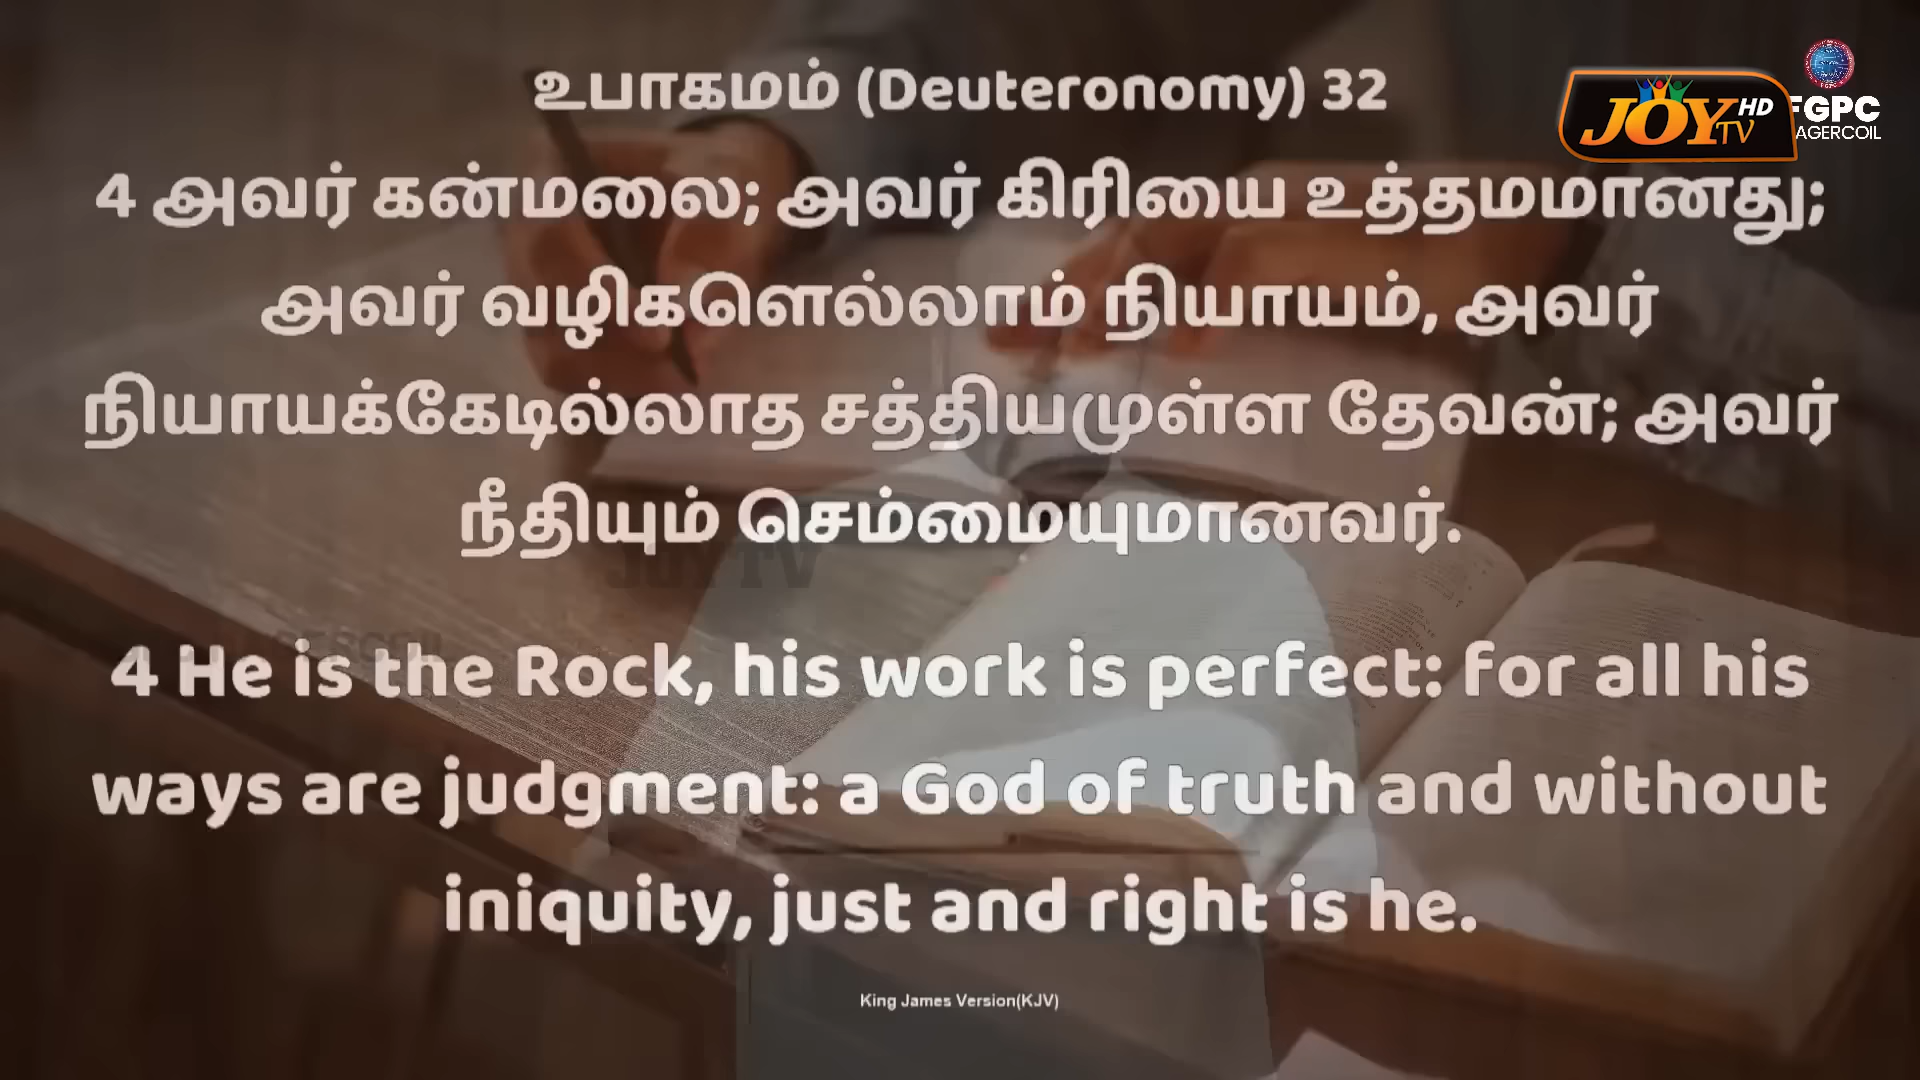 உபாகமம் (Deuteronomy) 32
JOY TV HD
FGPC
AGERCOIL
4 அவர் கன்மலை; அவர் கிரியை உத்தமமானது;
அவர் வழிகளெல்லாம் நியாயம், அவர்
நியாயக்கேடில்லாத சத்தியமுள்ள தேவன்; அவர்
நீதியும் செம்மையுமானவர்.
JOY TV
4 He is the Rock, his work is perfect: for all his
ways are judgment: a God of truth and without
iniquity, just and right is he.
King James Version(KJV)